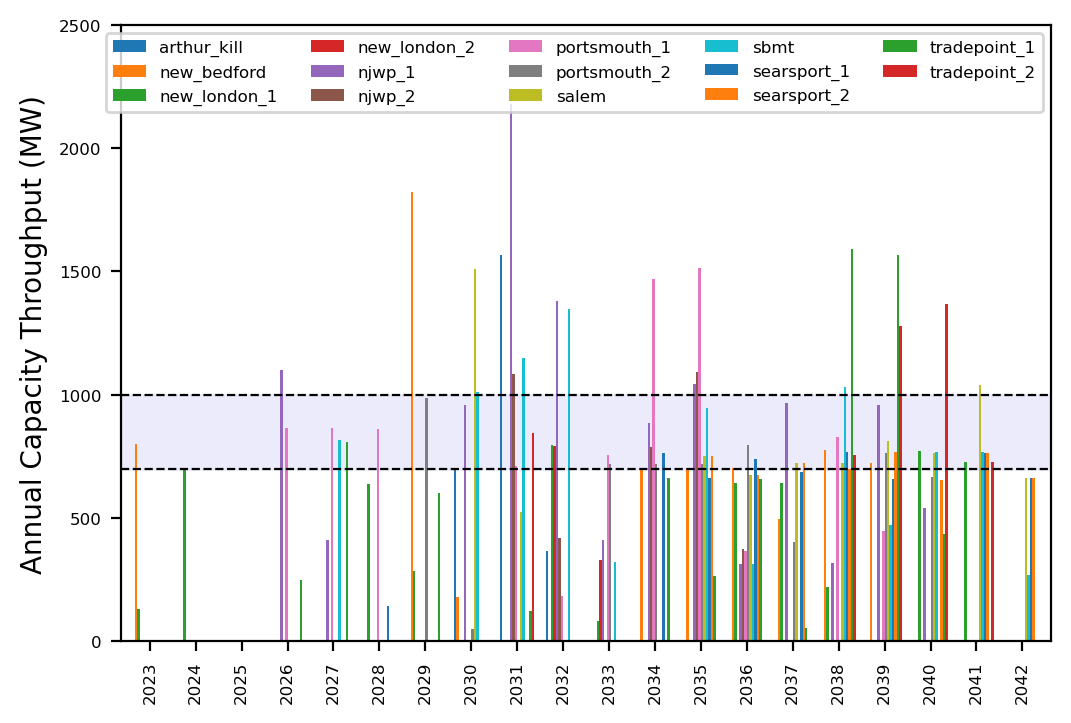 2500
2000
1500
1000
500
0
Annual Capacity Throughput (MW)
arthur_kill
new_bedford
new_london_1
new_london_2
njwp_1
njwp_2
portsmouth_1
portsmouth_2
salem
sbmt
searsport_1
searsport_2
tradepoint_1
tradepoint_2
2023
2024
2025
2026
2027
2028
2029
2030
2031
2032
2033
2034
2035
2036
2037
2038
2039
2040
2041
2042